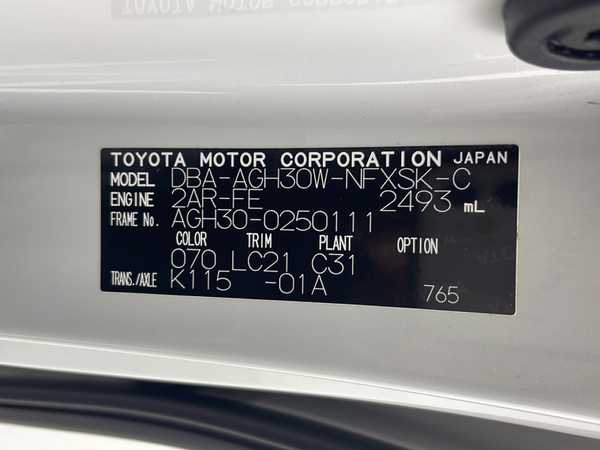 TOYOTA MOTOR CORPORATION JAPAN
MODEL DBA-AGH30W-NFXSK-C
ENGINE 2AR-FE 2493 mL
FRAME No. AGH30-0250111
COLOR TRIM PLANT OPTION
070 LC21 C31
TRANS./AXLE K115 -01A
765